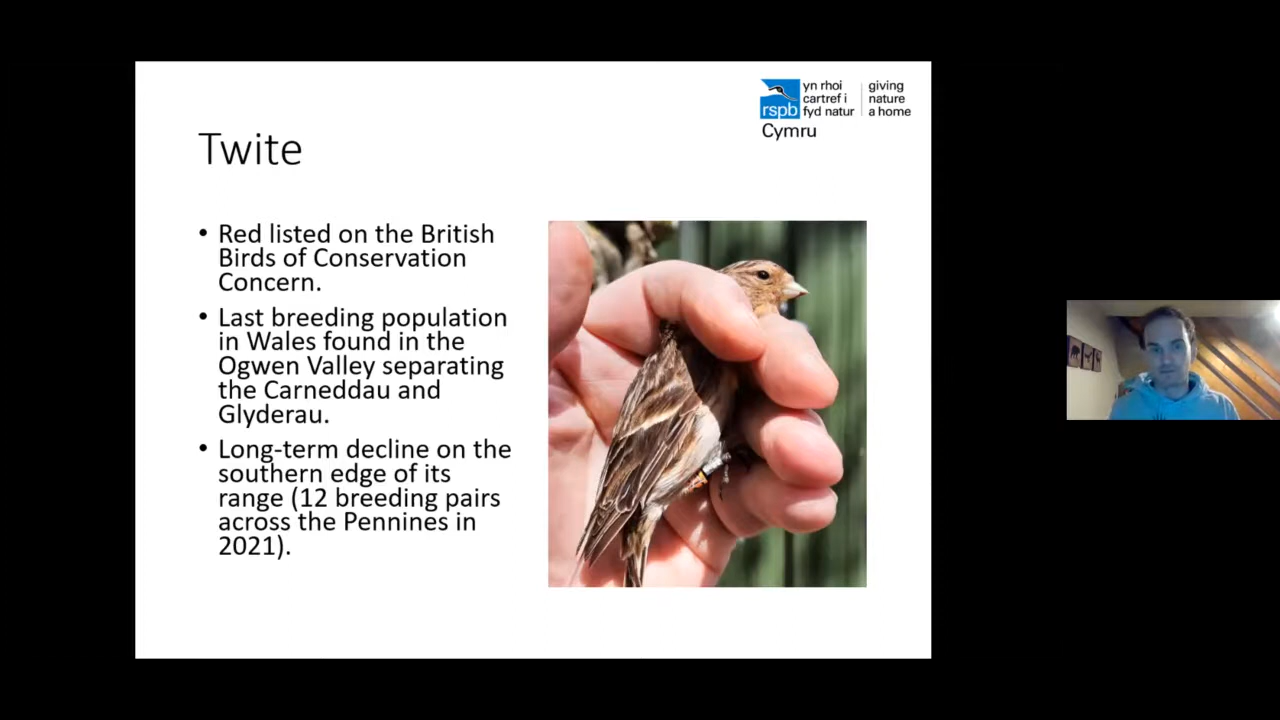 yn rhoi
cartref i
fyd natur
giving
nature
a home
rspb
Cymru
Twite
• Red listed on the British
Birds of Conservation
Concern.
• Last breeding population
in Wales found in the
Ogwen Valley separating
the Carneddau and
Glyderau.
• Long-term decline on the
southern edge of its
range (12 breeding pairs
across the Pennines in
2021).